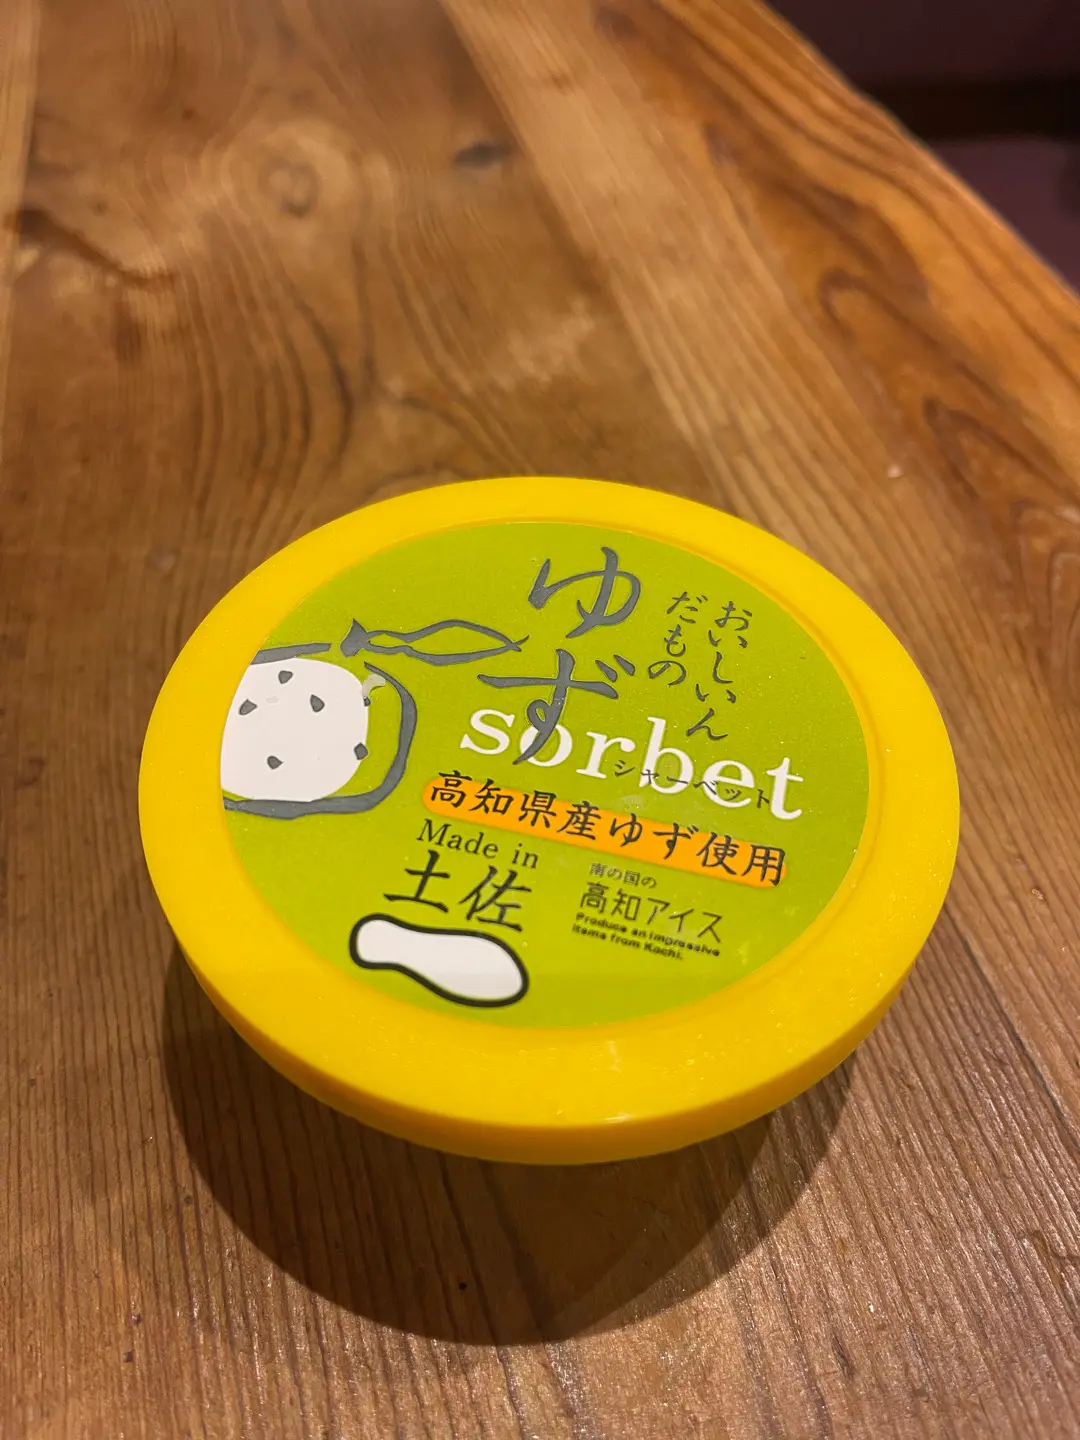 おいしいん
だもの
ゆず
sorbet
シャーベット
高知県産ゆず使用
Made in
土佐
南の国の
高知アイス
Produce an impressive
items from Kochi.